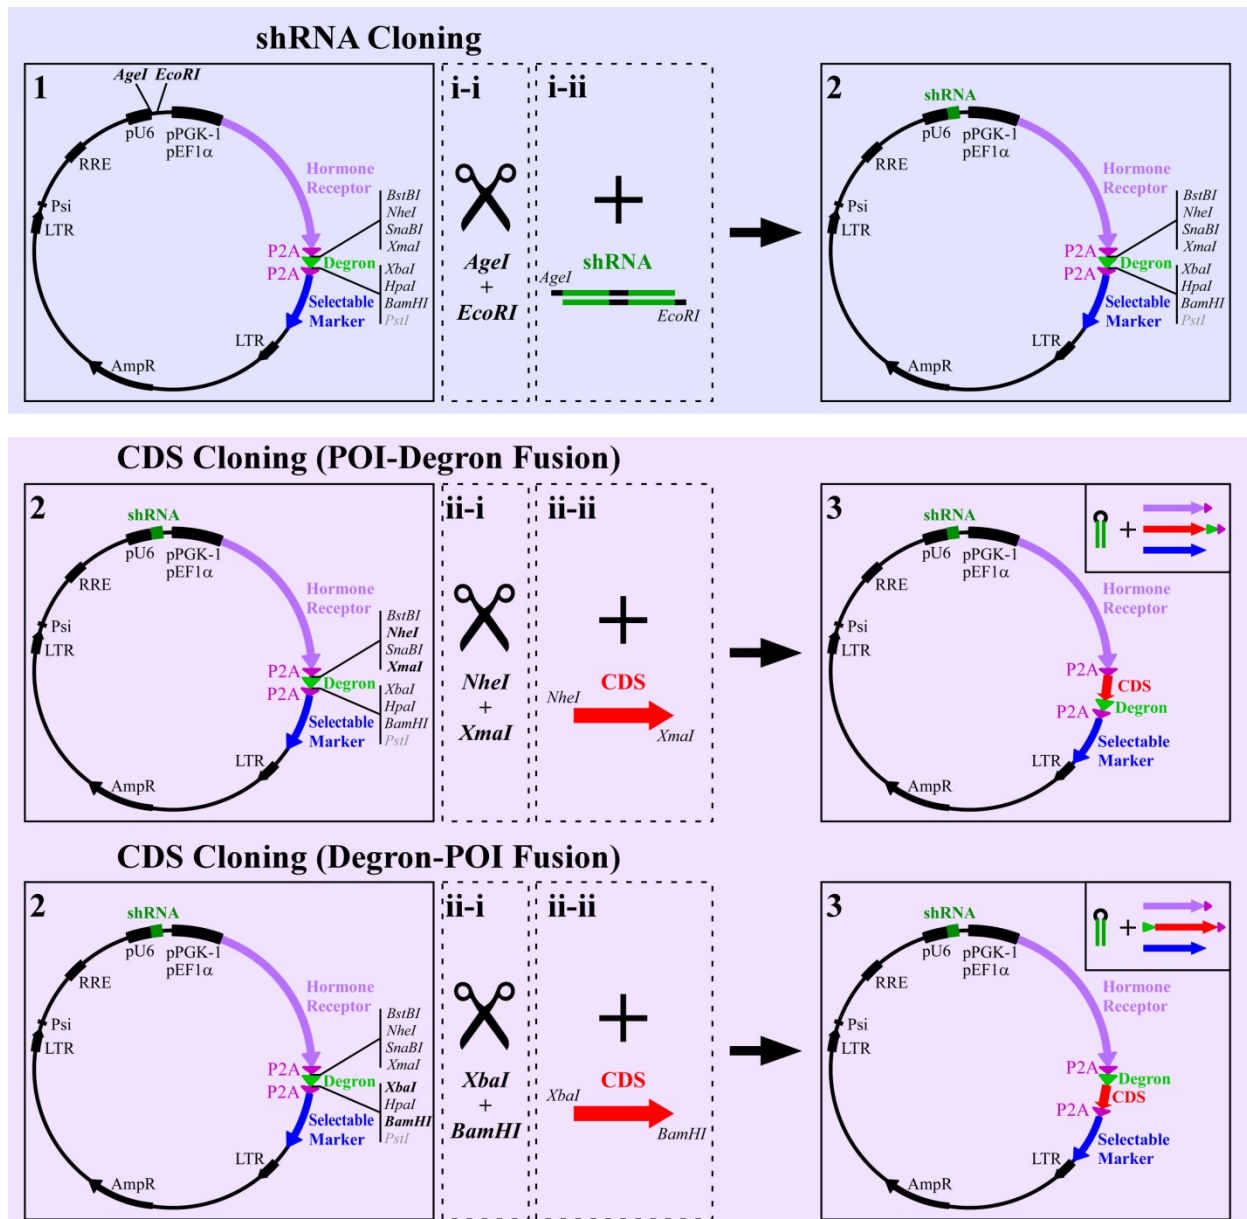 shRNA Cloning
1
AgeI EcoRI
pU6
pPGK-1
pEF1α
RRE
Psi
LTR
Hormone
Receptor
P2A
Degron
P2A
Selectable
Marker
BstBI
NheI
SnaBI
XmaI
XbaI
HpaI
BamHI
PstI
LTR
AmpR
i-i
AgeI
+
EcoRI
i-ii
+
shRNA
AgeI
EcoRI
2
shRNA
pU6
pPGK-1
pEF1α
RRE
Psi
LTR
Hormone
Receptor
P2A
Degron
P2A
Selectable
Marker
BstBI
NheI
SnaBI
XmaI
XbaI
HpaI
BamHI
PstI
LTR
AmpR
CDS Cloning (POI-Degron Fusion)
2
shRNA
pU6
pPGK-1
pEF1α
RRE
Psi
LTR
Hormone
Receptor
P2A
Degron
P2A
Selectable
Marker
BstBI
NheI
SnaBI
XmaI
XbaI
HpaI
BamHI
PstI
LTR
AmpR
ii-i
NheI
+
XmaI
ii-ii
+
CDS
NheI
XmaI
3
+
shRNA
pU6
pPGK-1
pEF1α
RRE
Psi
LTR
Hormone
Receptor
P2A
CDS
Degron
P2A
Selectable
Marker
LTR
AmpR
CDS Cloning (Degron-POI Fusion)
2
shRNA
pU6
pPGK-1
pEF1α
RRE
Psi
LTR
Hormone
Receptor
P2A
Degron
P2A
Selectable
Marker
BstBI
NheI
SnaBI
XmaI
XbaI
HpaI
BamHI
PstI
LTR
AmpR
ii-i
XbaI
+
BamHI
ii-ii
+
CDS
XbaI
BamHI
3
+
shRNA
pU6
pPGK-1
pEF1α
RRE
Psi
LTR
Hormone
Receptor
P2A
Degron
CDS
P2A
Selectable
Marker
LTR
AmpR